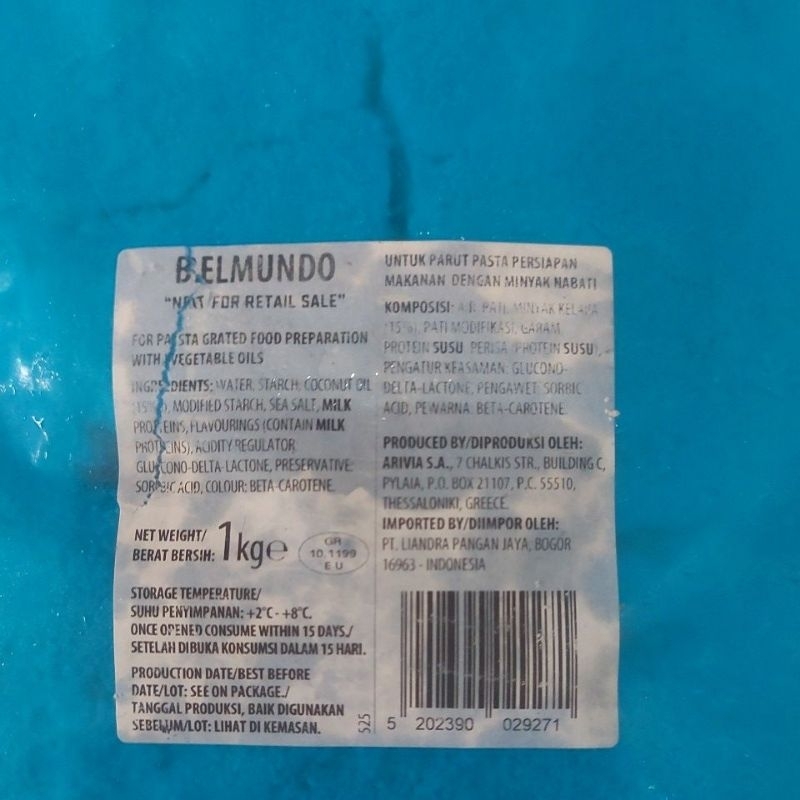 BELMUNDO
"NOT FOR RETAIL SALE"
FOR PASTA GRATED FOOD PREPARATION
WITH VEGETABLE OILS
INGREDIENTS: WATER, STARCH, COCONUT OIL
(15%), MODIFIED STARCH, SEA SALT, MILK
PROTEINS, FLAVOURINGS (CONTAIN MILK
PROTEINS), ACIDITY REGULATOR:
GLUCONO-DELTA-LACTONE, PRESERVATIVE:
SORBIC ACID, COLOUR: BETA-CAROTENE.
NET WEIGHT/
BERAT BERSIH: 1kg e
GR
10.1199
EU
STORAGE TEMPERATURE/
SUHU PENYIMPANAN: +2°C - +8°C.
ONCE OPENED CONSUME WITHIN 15 DAYS./
SETELAH DIBUKA KONSUMSI DALAM 15 HARI.
PRODUCTION DATE/BEST BEFORE
DATE/LOT: SEE ON PACKAGE./
TANGGAL PRODUKSI, BAIK DIGUNAKAN
SEBELUM/LOT: LIHAT DI KEMASAN.
525
UNTUK PARUT PASTA PERSIAPAN
MAKANAN DENGAN MINYAK NABATI
KOMPOSISI: AIR, PATI, MINYAK KELAPA
(15%), PATI MODIFIKASI, GARAM,
PROTEIN SUSU, PERISA (PROTEIN SUSU),
PENGATUR KEASAMAN: GLUCONO-
DELTA-LACTONE, PENGAWET: SORBIC
ACID, PEWARNA: BETA-CAROTENE.
PRODUCED BY/DIPRODUKSI OLEH:
ARIVIA S.A., 7 CHALKIS STR., BUILDING C,
PYLAIA, P.O. BOX 21107, P.C. 55510,
THESSALONIKI, GREECE.
IMPORTED BY/DIIMPOR OLEH:
PT. LIANDRA PANGAN JAYA, BOGOR
16963 - INDONESIA
5 202390 029271